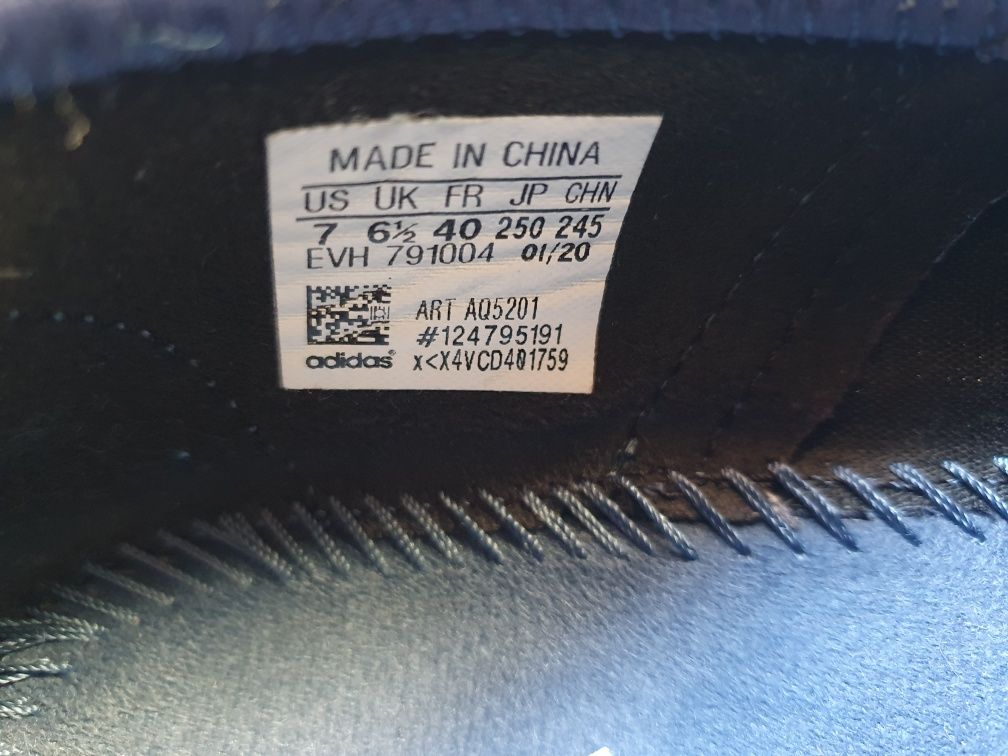 MADE IN CHINA
US UK FR JP CHN
7 6½ 40 250 245
EVH 791004 01/20
ART AQ5201
#124795191
adidas® x<X4VCD401759